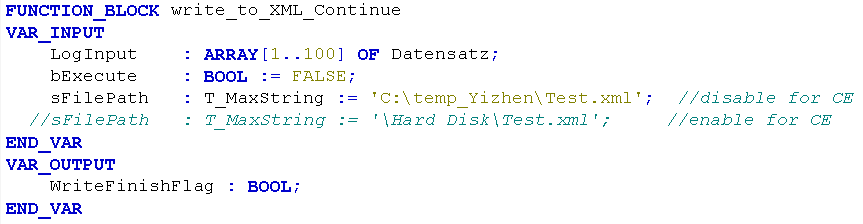 FUNCTION_BLOCK write_to_XML_Continue
VAR_INPUT
    LogInput    : ARRAY[1..100] OF Datensatz;
    bExecute    : BOOL := FALSE;
    sFilePath   : T_MaxString := 'C:\temp_Yizhen\Test.xml';  //disable for CE
  //sFilePath   : T_MaxString := '\Hard Disk\Test.xml';     //enable for CE
END_VAR
VAR_OUTPUT
    WriteFinishFlag : BOOL;
END_VAR